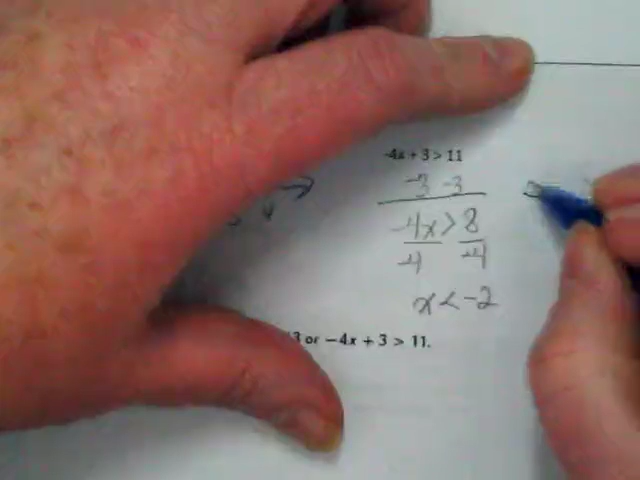 -4x + 3 > 11
-3 -3
-4x > 8
-4 -4
x < -2
3 or −4x + 3 > 11.